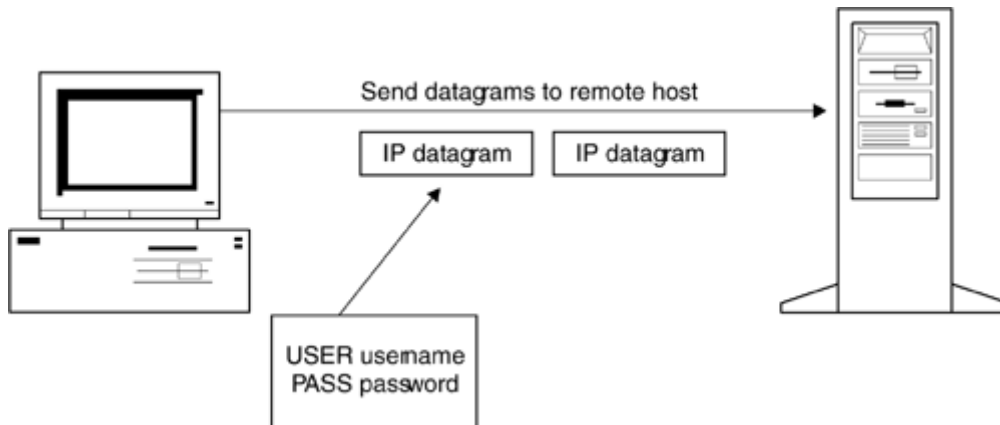 Send datagrams to remote host
IP datagram
IP datagram
USER username
PASS password